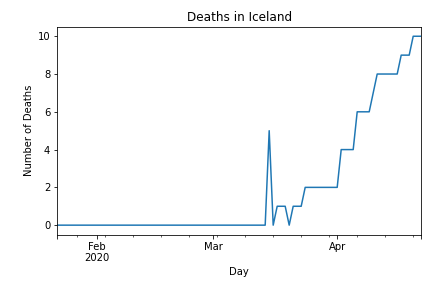 Deaths in Iceland
Number of Deaths
10
8
6
4
2
0
Feb
2020
Mar
Apr
Day